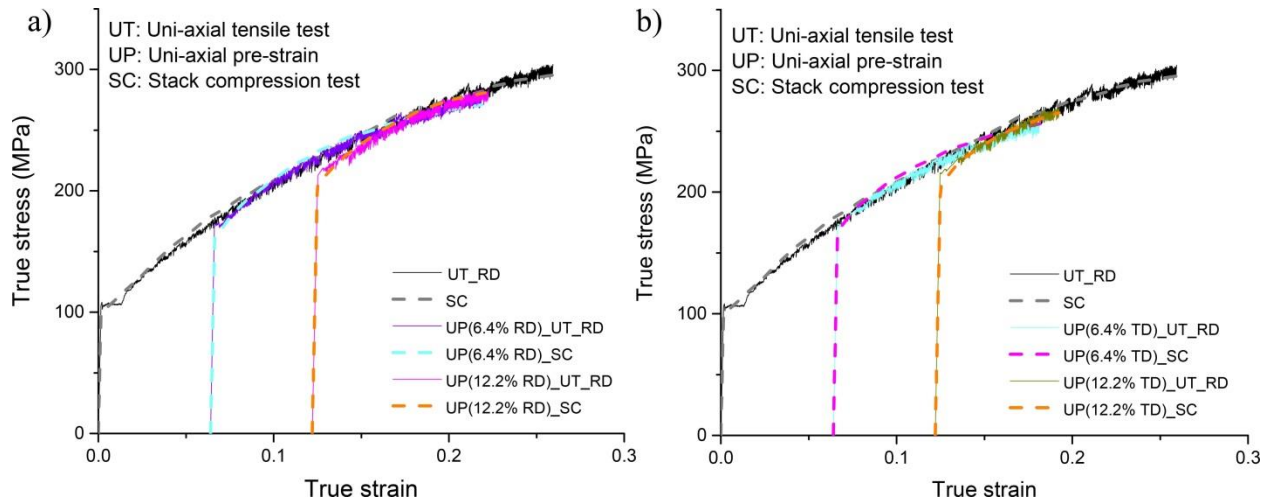 a)
UT: Uni-axial tensile test
UP: Uni-axial pre-strain
SC: Stack compression test
True stress (MPa)
300
200
100
0
0.0 0.1 0.2 0.3
True strain
UT_RD
SC
UP(6.4% RD)_UT_RD
UP(6.4% RD)_SC
UP(12.2% RD)_UT_RD
UP(12.2% RD)_SC
b)
UT: Uni-axial tensile test
UP: Uni-axial pre-strain
SC: Stack compression test
True stress (MPa)
300
200
100
0
0.0 0.1 0.2 0.3
True strain
UT_RD
SC
UP(6.4% TD)_UT_RD
UP(6.4% TD)_SC
UP(12.2% TD)_UT_RD
UP(12.2% TD)_SC